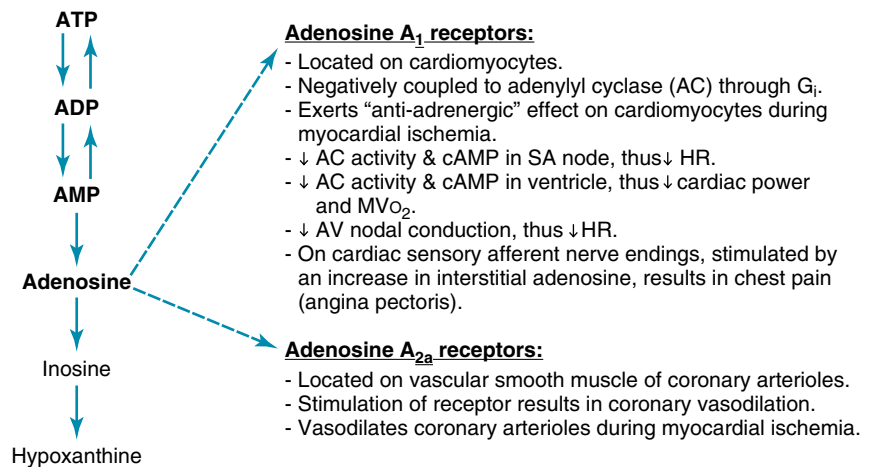 ATP
ADP
AMP
Adenosine
Inosine
Hypoxanthine
Adenosine A1 receptors:
- Located on cardiomyocytes.
- Negatively coupled to adenylyl cyclase (AC) through Gi.
- Exerts “anti-adrenergic” effect on cardiomyocytes during
myocardial ischemia.
- ↓ AC activity & cAMP in SA node, thus↓ HR.
- ↓ AC activity & cAMP in ventricle, thus↓cardiac power
and MVO2.
- ↓ AV nodal conduction, thus ↓HR.
- On cardiac sensory afferent nerve endings, stimulated by
an increase in interstitial adenosine, results in chest pain
(angina pectoris).
Adenosine A2a receptors:
- Located on vascular smooth muscle of coronary arterioles.
- Stimulation of receptor results in coronary vasodilation.
- Vasodilates coronary arterioles during myocardial ischemia.